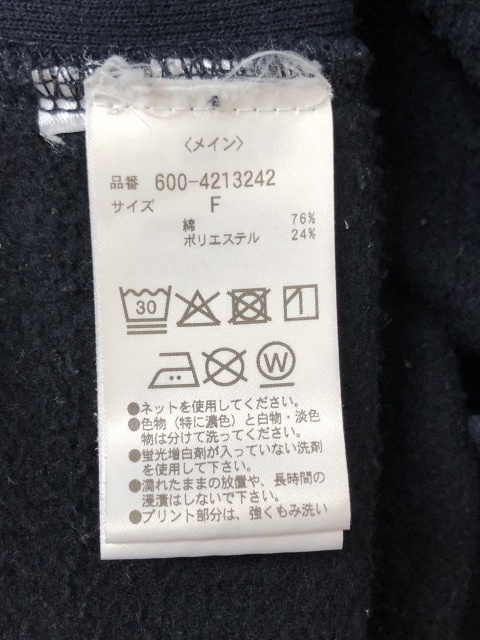 〈メイン〉
品番 600-4213242
サイズ F
綿 76%
ポリエステル 24%
30
W
●ネットを使用してください。
●色物（特に濃色）と白物・淡色
物は分けて洗ってください。
●蛍光増白剤が入っていない洗剤
を使用して下さい。
●濡れたままの放置や、長時間の
浸漬はしないで下さい。
●プリント部分は、強くもみ洗い